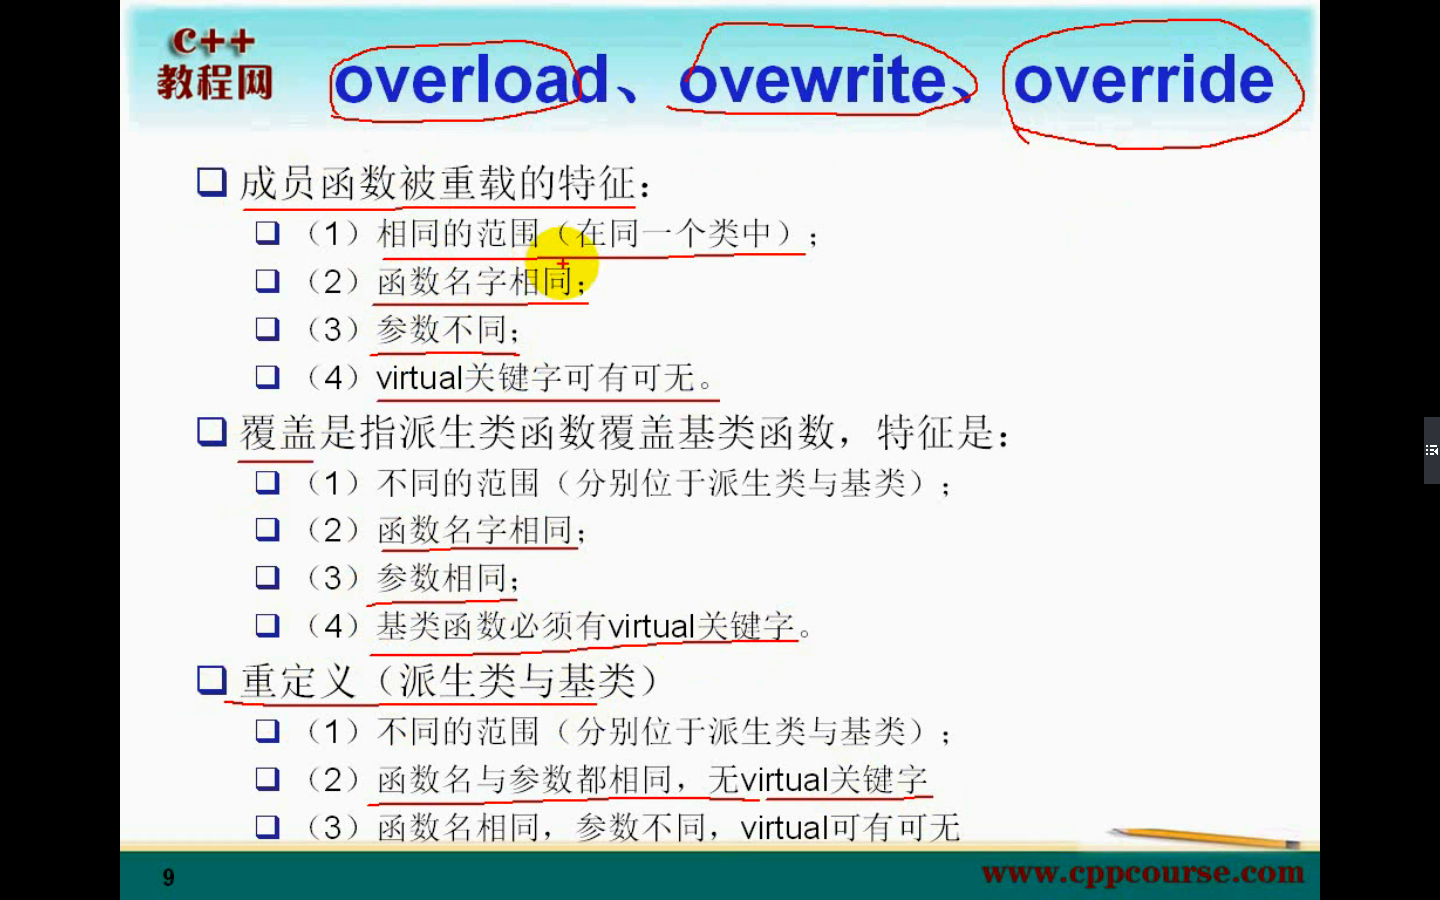 C++
教程网
overload、ovewrite、override
成员函数被重载的特征：
（1）相同的范围（在同一个类中）；
（2）函数名字相同；
（3）参数不同；
（4）virtual关键字可有可无。
覆盖是指派生类函数覆盖基类函数，特征是：
（1）不同的范围（分别位于派生类与基类）；
（2）函数名字相同；
（3）参数相同；
（4）基类函数必须有virtual关键字。
重定义（派生类与基类）
（1）不同的范围（分别位于派生类与基类）；
（2）函数名与参数都相同，无virtual关键字
（3）函数名相同，参数不同，virtual可有可无
9
www.cppcourse.com